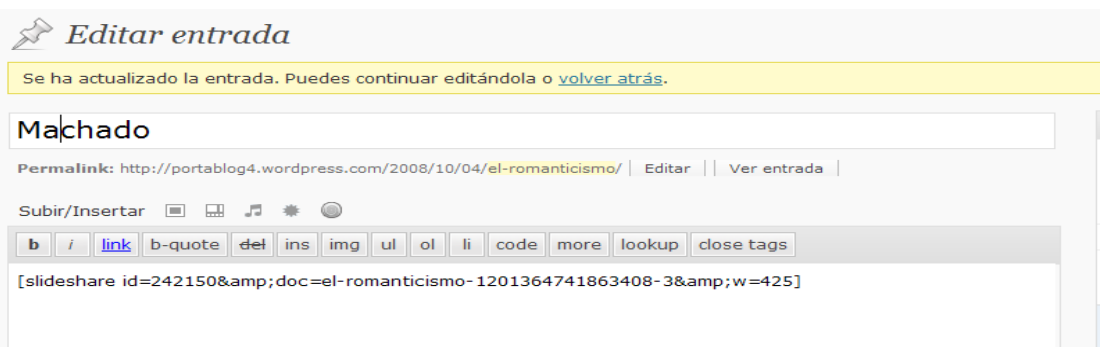 Editar entrada
Se ha actualizado la entrada. Puedes continuar editándola o volver atrás.
Machado
Permalink: http://portablog4.wordpress.com/2008/10/04/el-romanticismo/ Editar Ver entrada
Subir/Insertar
b i link b-quote del ins img ul ol li code more lookup close tags
[slideshare id=242150&amp;doc=el-romanticismo-1201364741863408-3&amp;w=425]